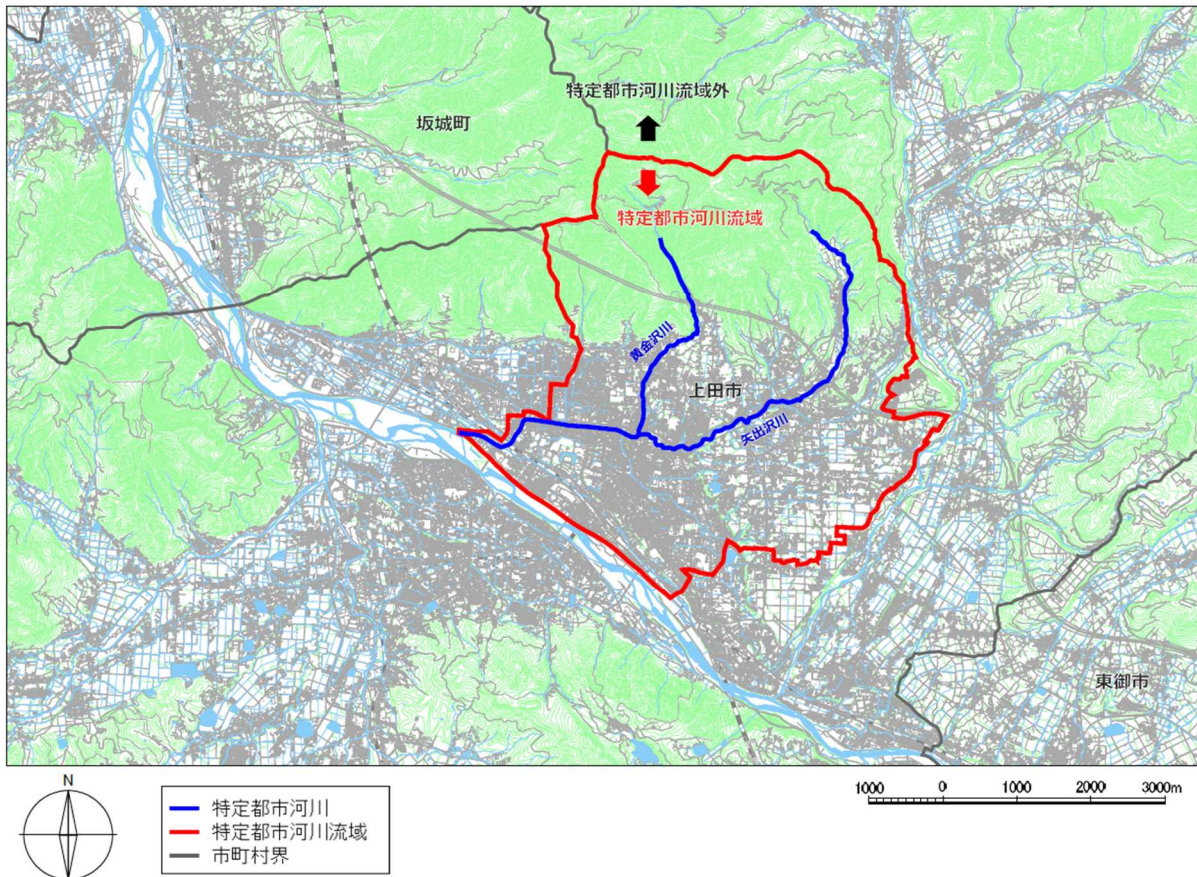 特定都市河川流域外
坂城町
特定都市河川流域
黄金沢川
上田市
矢出沢川
東御市
N
特定都市河川
特定都市河川流域
市町村界
1000 0 1000 2000 3000m